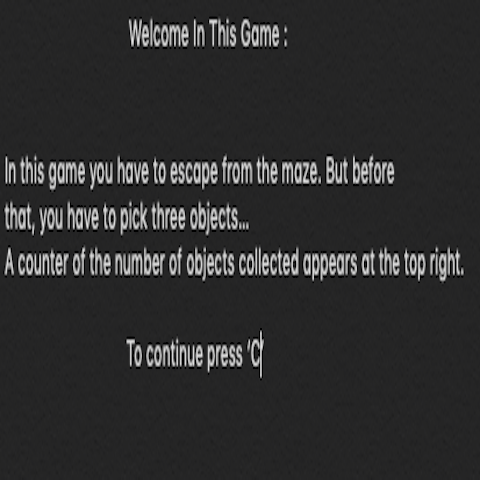 Welcome In This Game :
In this game you have to escape from the maze. But before
that, you have to pick three objects...
A counter of the number of objects collected appears at the top right.
To continue press 'C'